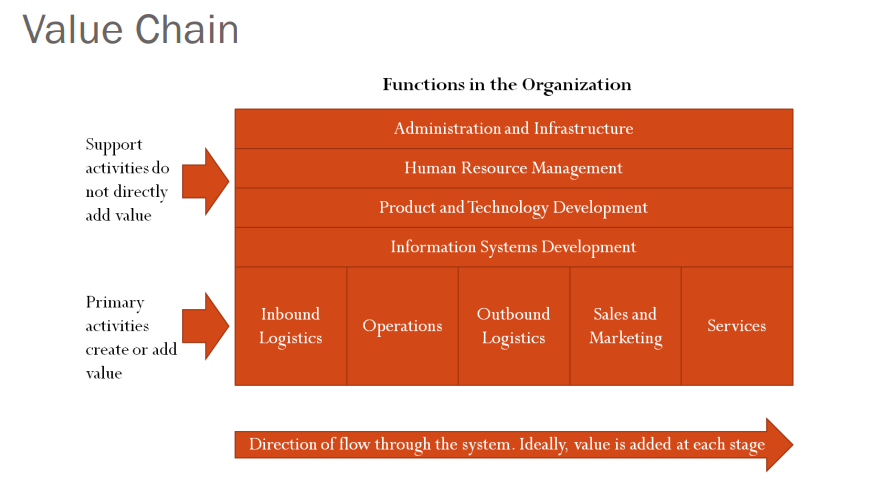 Value Chain
Functions in the Organization
Support
activities do
not directly
add value
Administration and Infrastructure
Human Resource Management
Product and Technology Development
Information Systems Development
Primary
activities
create or add
value
Inbound
Logistics
Operations
Outbound
Logistics
Sales and
Marketing
Services
Direction of flow through the system. Ideally, value is added at each stage